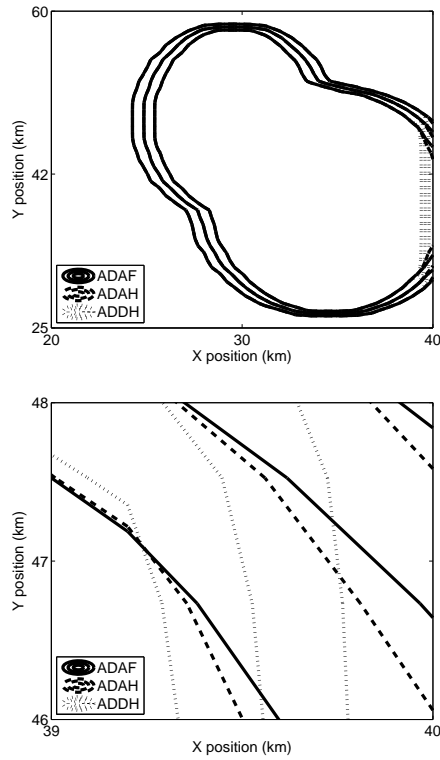 60
42
25
Y position (km)
ADAF
ADAH
ADDH
20
30
40
X position (km)
48
47
46
Y position (km)
ADAF
ADAH
ADDH
39
40
X position (km)